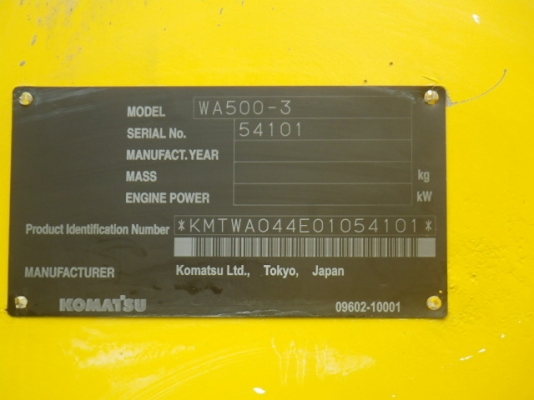 MODEL WA500-3
SERIAL No. 54101
MANUFACT.YEAR
MASS kg
ENGINE POWER kW
Product Identification Number *KMTWA044E01054101*
MANUFACTURER Komatsu Ltd., Tokyo, Japan
KOMATSU 09602-10001